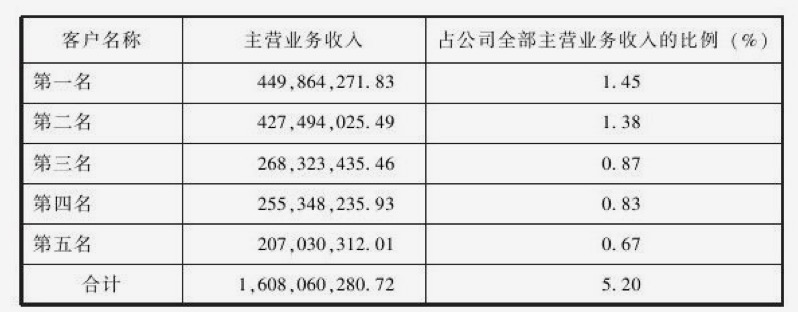 客户名称 主营业务收入 占公司全部主营业务收入的比例（%）
第一名 449,864,271.83 1.45
第二名 427,494,025.49 1.38
第三名 268,323,435.46 0.87
第四名 255,348,235.93 0.83
第五名 207,030,312.01 0.67
合计 1,608,060,280.72 5.20